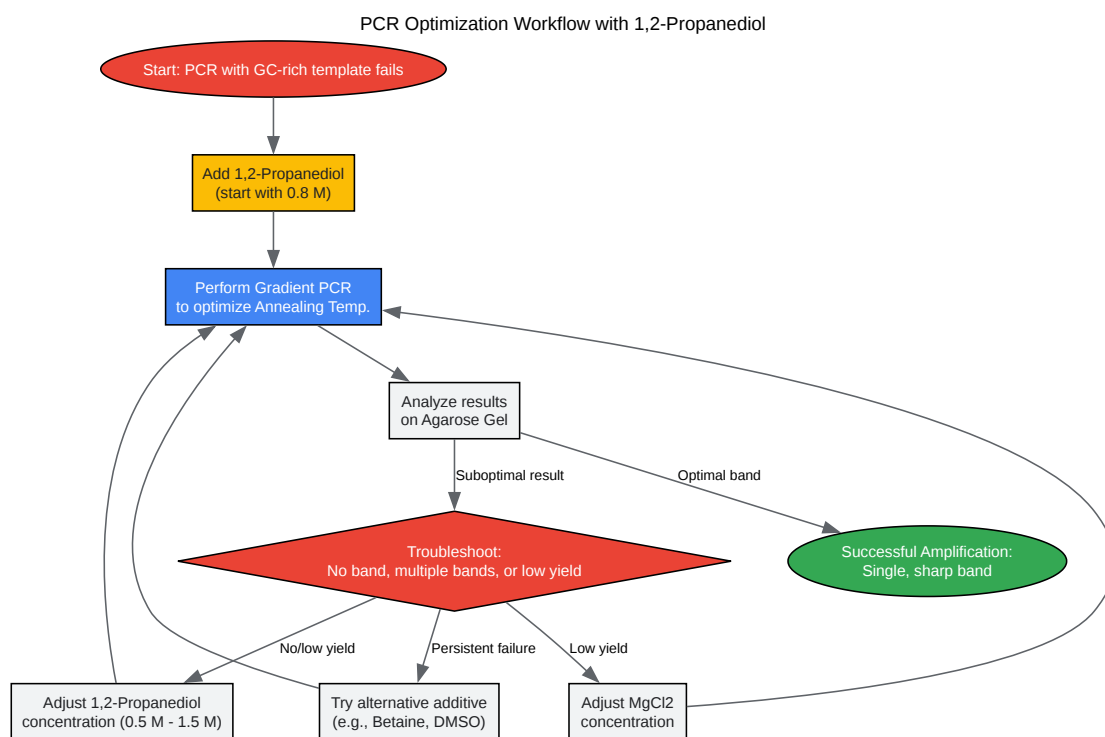 PCR Optimization Workflow with 1,2-Propanediol
Start: PCR with GC-rich template fails
Add 1,2-Propanediol
(start with 0.8 M)
Perform Gradient PCR
to optimize Annealing Temp.
Analyze results
on Agarose Gel
Suboptimal result
Optimal band
Troubleshoot:
No band, multiple bands, or low yield
Successful Amplification:
Single, sharp band
No/low yield
Persistent failure
Low yield
Adjust 1,2-Propanediol
concentration (0.5 M - 1.5 M)
Try alternative additive
(e.g., Betaine, DMSO)
Adjust MgCl2
concentration